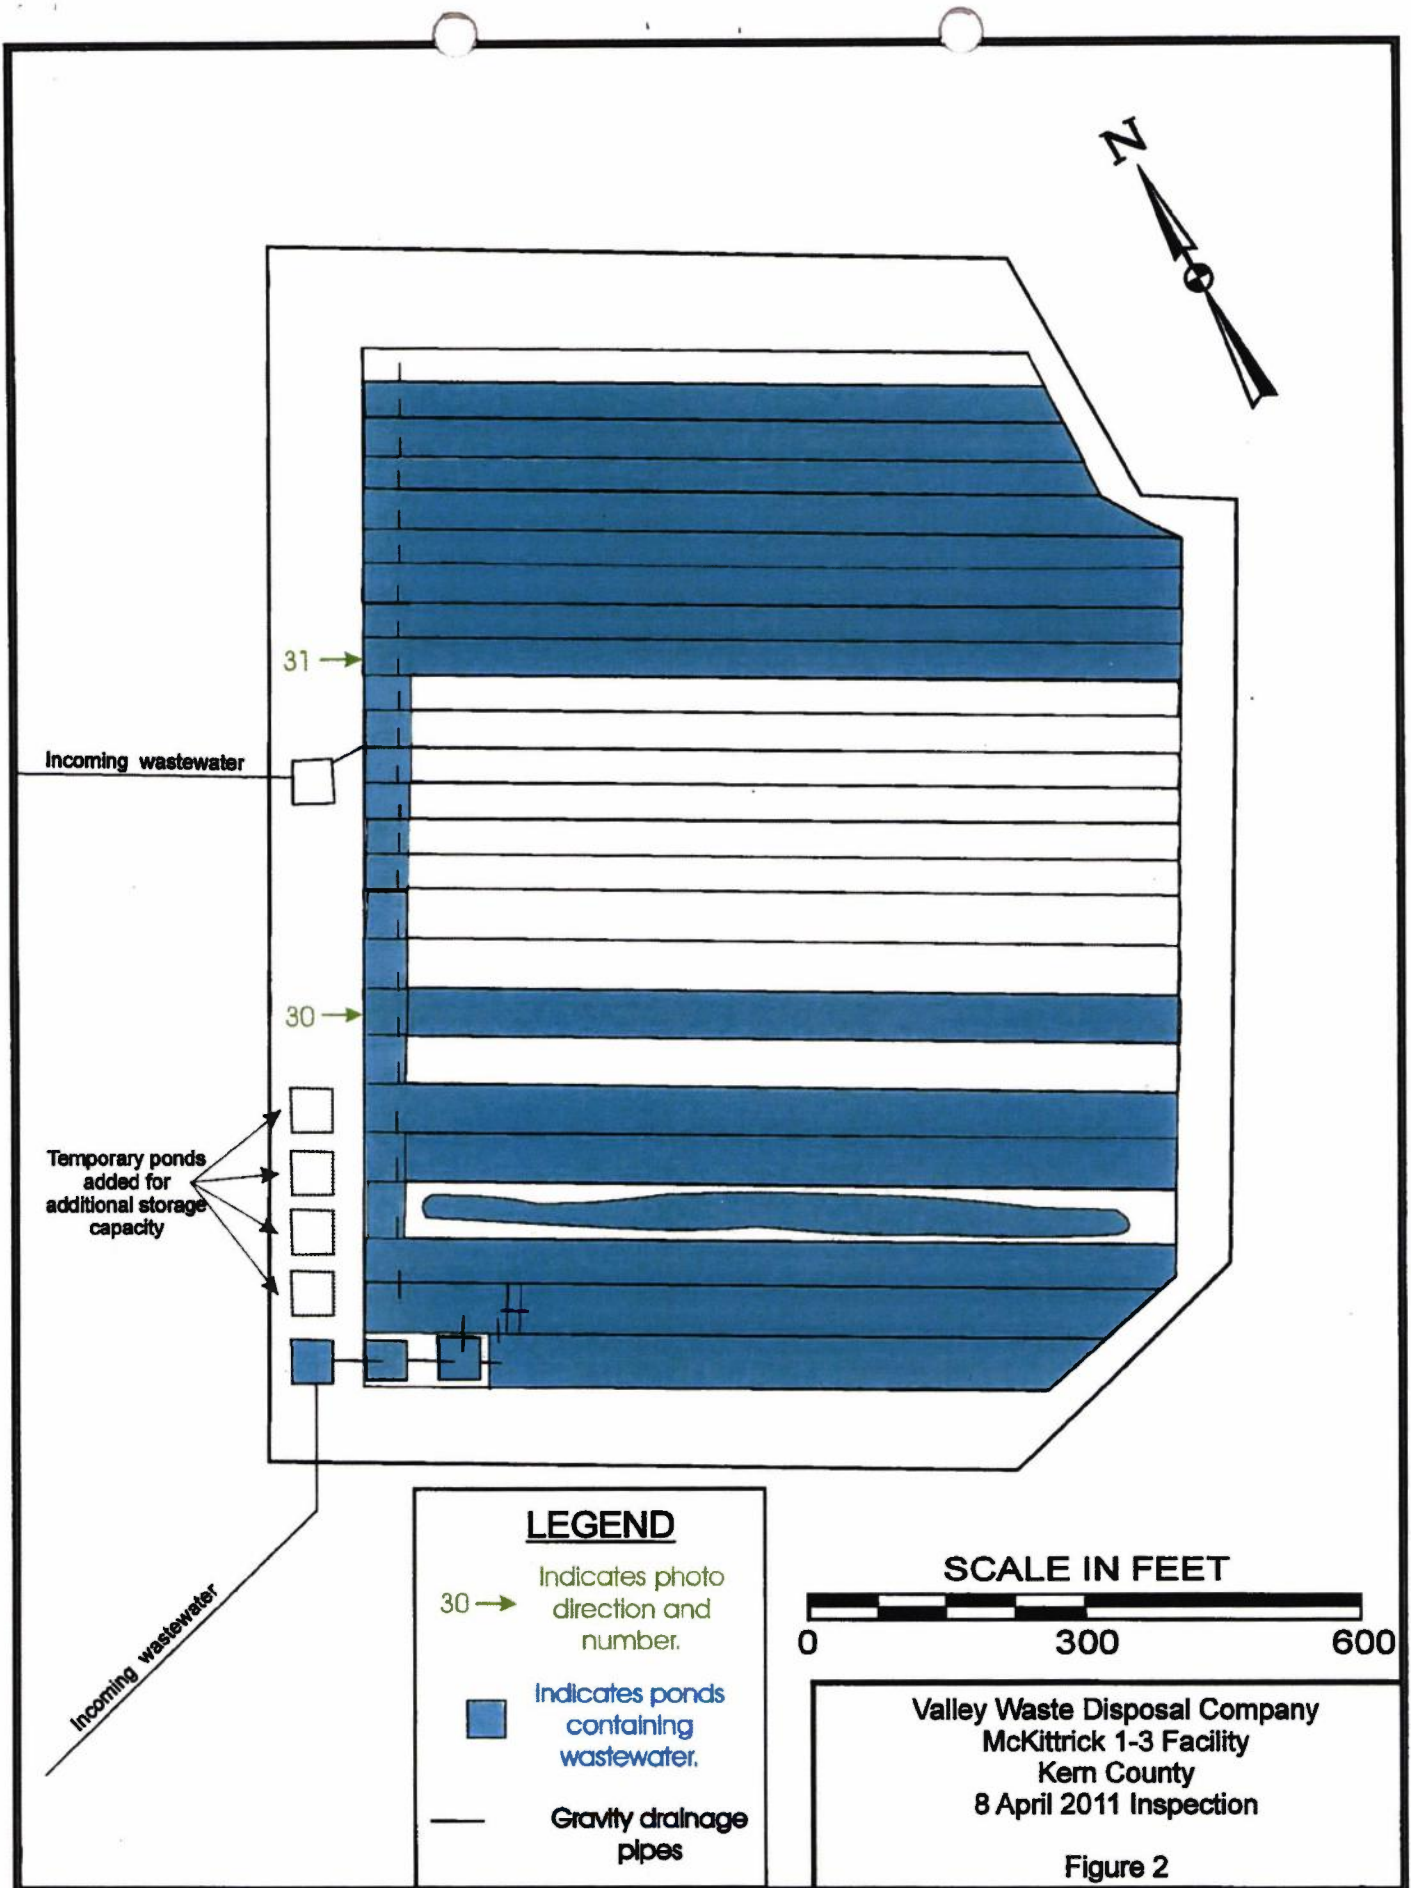 N
31
Incoming wastewater
30
Temporary ponds
added for
additional storage
capacity
Incoming wastewater
LEGEND
30
Indicates photo
direction and
number.
Indicates ponds
containing
wastewater.
Gravity drainage
pipes
SCALE IN FEET
0 300 600
Valley Waste Disposal Company
McKittrick 1-3 Facility
Kern County
8 April 2011 Inspection
Figure 2